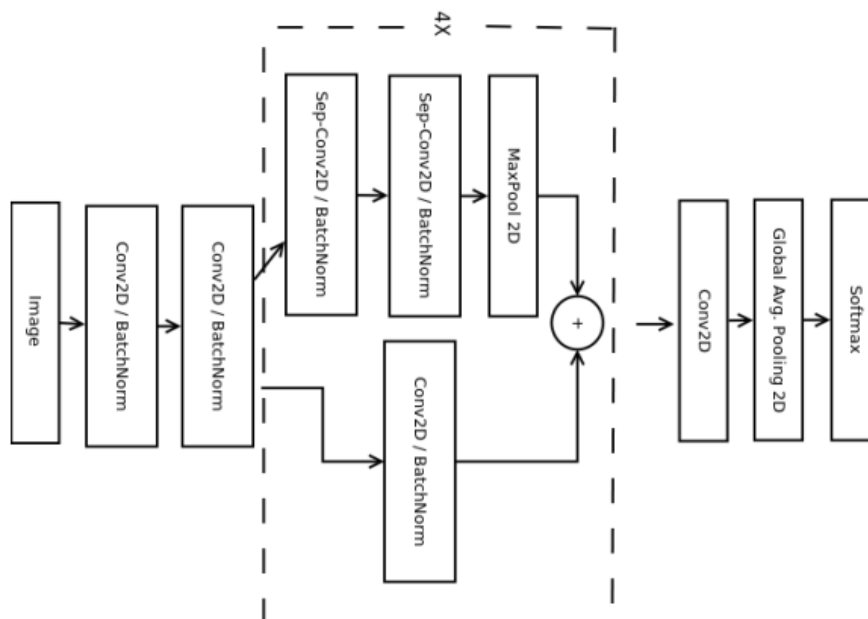 4X
Image
Conv2D / BatchNorm
Conv2D / BatchNorm
Sep-Conv2D / BatchNorm
Sep-Conv2D / BatchNorm
MaxPool 2D
Conv2D / BatchNorm
+
Conv2D
Global Avg. Pooling 2D
Softmax